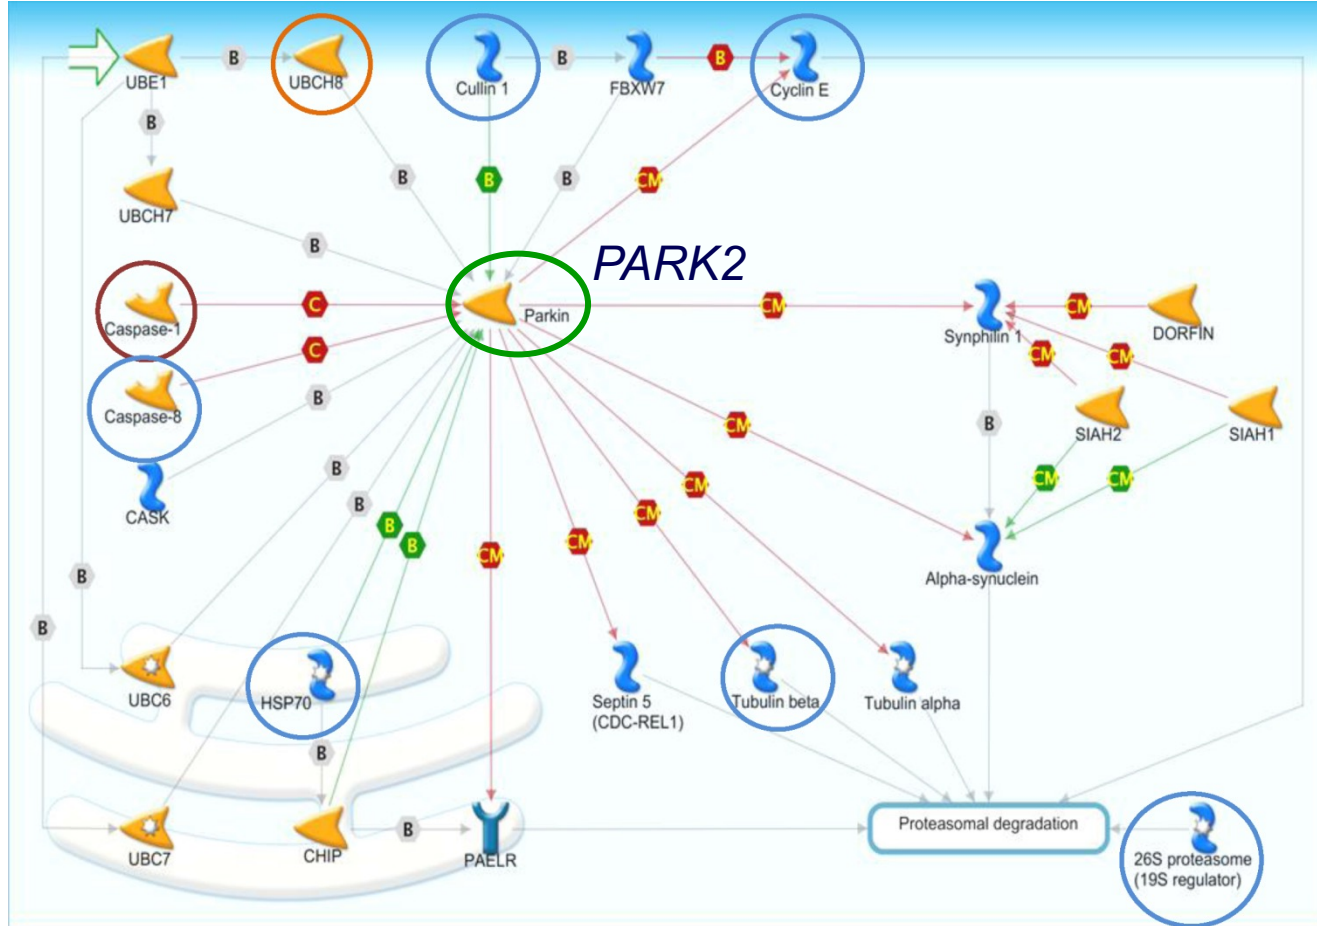 B
B
B
UBE1
UBCH8
Cullin 1
FBXW7
Cyclin E
B
B
B
B
CM
UBCH7
B
PARK2
C
CM
CM
Caspase-1
Parkin
Synphilin 1
DORFIN
C
CM
CM
Caspase-8
B
CM
B
SIAH2
SIAH1
B
CM
CM
CM
CASK
B
CM
B
B
CM
CM
B
Alpha-synuclein
B
UBC6
HSP70
Septin 5
(CDC-REL1)
Tubulin beta
Tubulin alpha
B
B
Proteasomal degradation
UBC7
CHIP
PAELR
26S proteasome
(19S regulator)